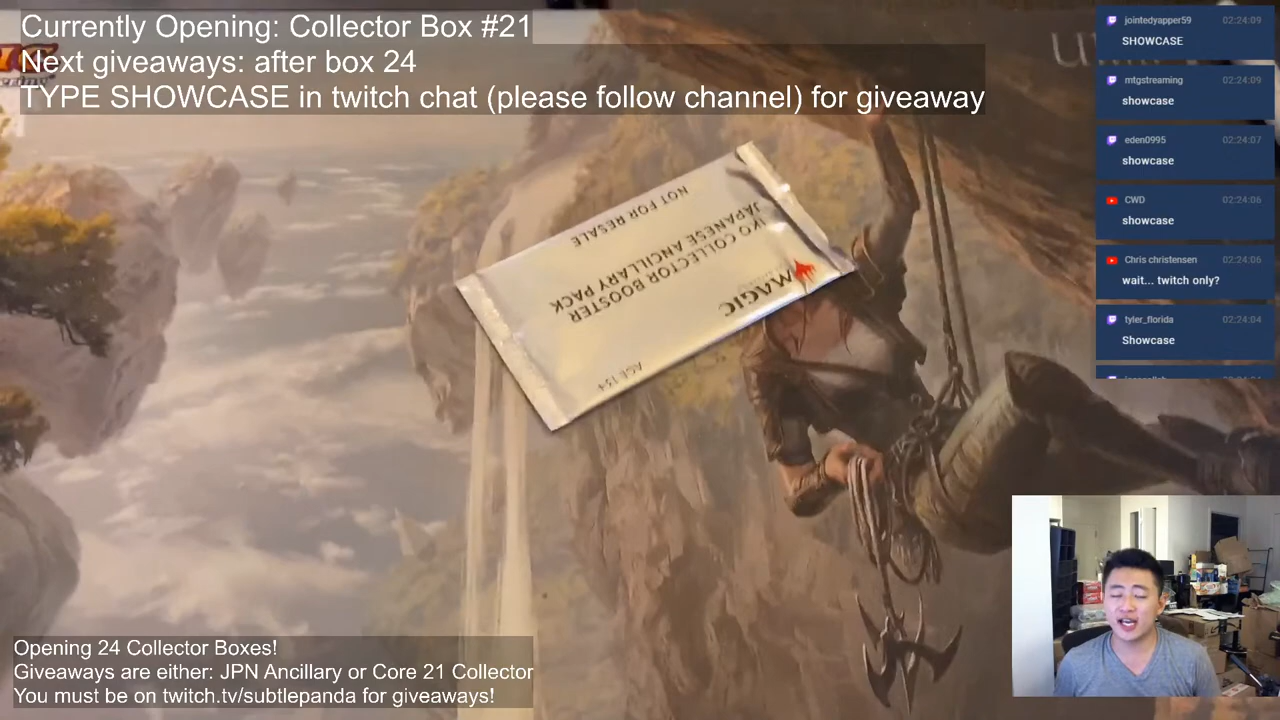 Currently Opening: Collector Box #21
Next giveaways: after box 24
TYPE SHOWCASE in twitch chat (please follow channel) for giveaway
jointedyapper59 02:24:09
SHOWCASE
mtgstreaming 02:24:09
showcase
eden0995 02:24:07
showcase
CWD 02:24:06
showcase
Chris christensen 02:24:06
wait... twitch only?
tyler_florida 02:24:04
Showcase
MAGIC
IKO COLLECTOR BOOSTER
JAPANESE ANCILLARY PACK
NOT FOR RESALE
AGE 13+
Opening 24 Collector Boxes!
Giveaways are either: JPN Ancillary or Core 21 Collector
You must be on twitch.tv/subtlepanda for giveaways!